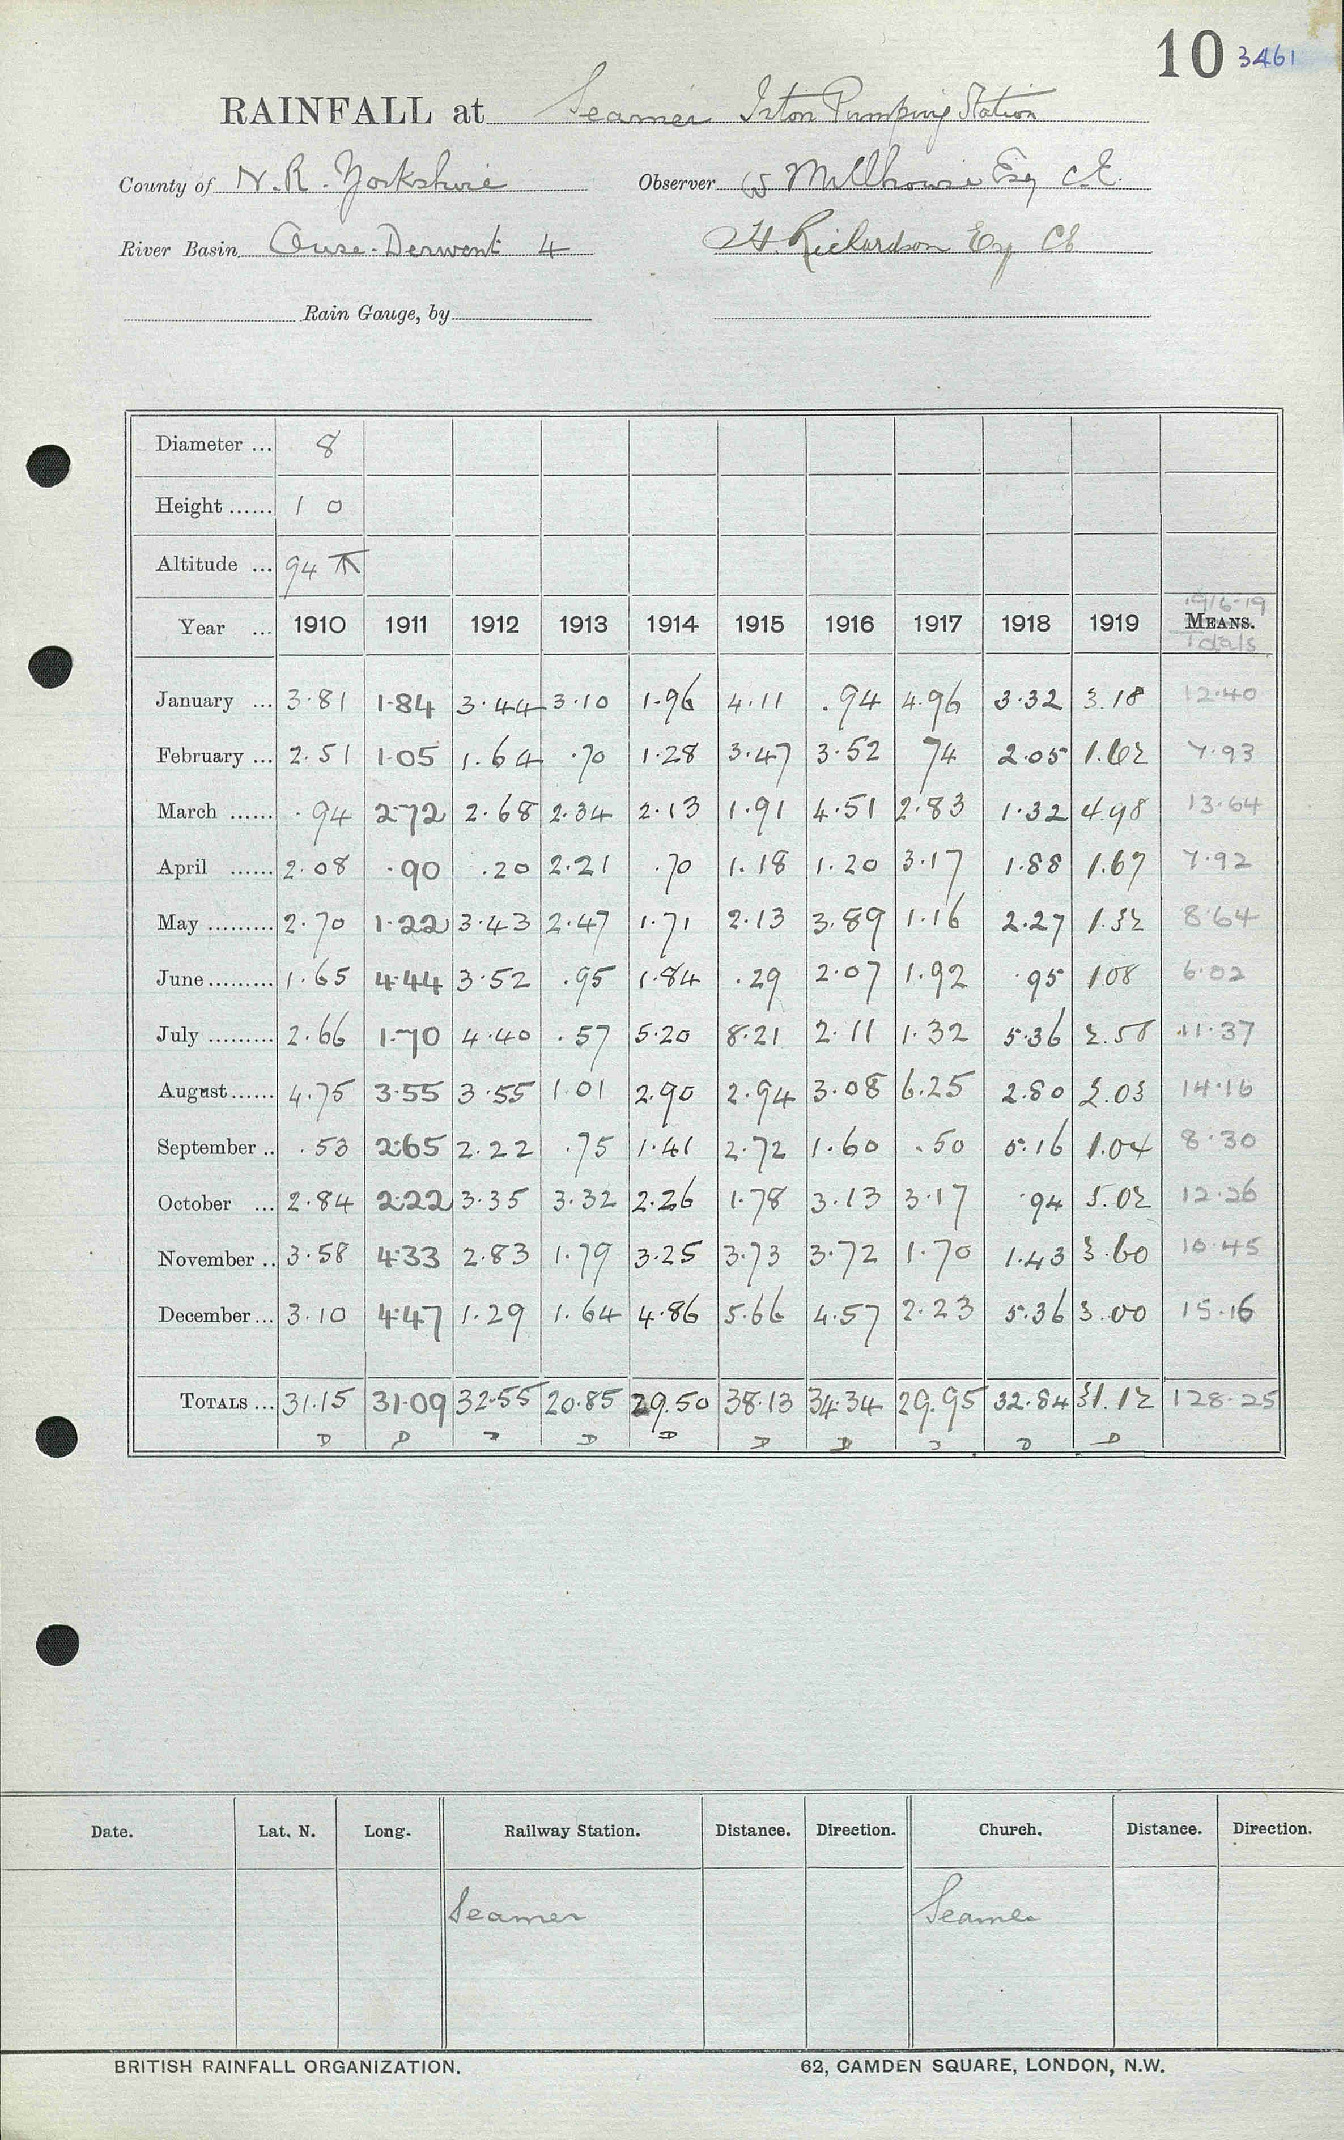 10 3461
RAINFALL at Seamer Irton Pumping Station
County of N.R. Yorkshire Observer W Millhouse Esq C.E.
River Basin Ouse-Derwent 4 H. Richardson Esq CE
Rain Gauge, by
Diameter ... 8
Height ...... 1 0
Altitude ... 94 T
Year ... 1910 1911 1912 1913 1914 1915 1916 1917 1918 1919 1916-19 MEANS. Totals
January ... 3.81 1.84 3.44 3.10 1.96 4.11 .94 4.96 3.32 3.18 12.40
February ... 2.51 1.05 1.64 .70 1.28 3.47 3.52 74 2.05 1.62 7.93
March ...... .94 2.72 2.68 2.34 2.13 1.91 4.51 2.83 1.32 4.98 13.64
April ...... 2.08 .90 .20 2.21 .70 1.18 1.20 3.17 1.88 1.67 7.92
May ......... 2.70 1.22 3.43 2.47 1.71 2.13 3.89 1.16 2.27 1.32 8.64
June ......... 1.65 4.44 3.52 .95 1.84 .29 2.07 1.92 .95 1.08 6.02
July ......... 2.66 1.70 4.40 .57 5.20 8.21 2.11 1.32 5.36 2.58 11.37
August ...... 4.75 3.55 3.55 1.01 2.90 2.94 3.08 6.25 2.80 2.03 14.16
September .. .53 2.65 2.22 .75 1.41 2.72 1.60 .50 5.16 1.04 8.30
October ... 2.84 2.22 3.35 3.32 2.26 1.78 3.13 3.17 .94 5.02 12.26
November .. 3.58 4.33 2.83 1.79 3.25 3.73 3.72 1.70 1.43 3.60 10.45
December ... 3.10 4.47 1.29 1.64 4.86 5.66 4.57 2.23 5.36 3.00 15.16
TOTALS ... 31.15 31.09 32.55 20.85 29.50 38.13 34.34 29.95 32.84 31.12 128.25
D D D D D D D D D D
Date. Lat. N. Long. Railway Station. Distance. Direction. Church. Distance. Direction.
Seamer Seamer
BRITISH RAINFALL ORGANIZATION. 62, CAMDEN SQUARE, LONDON, N.W.